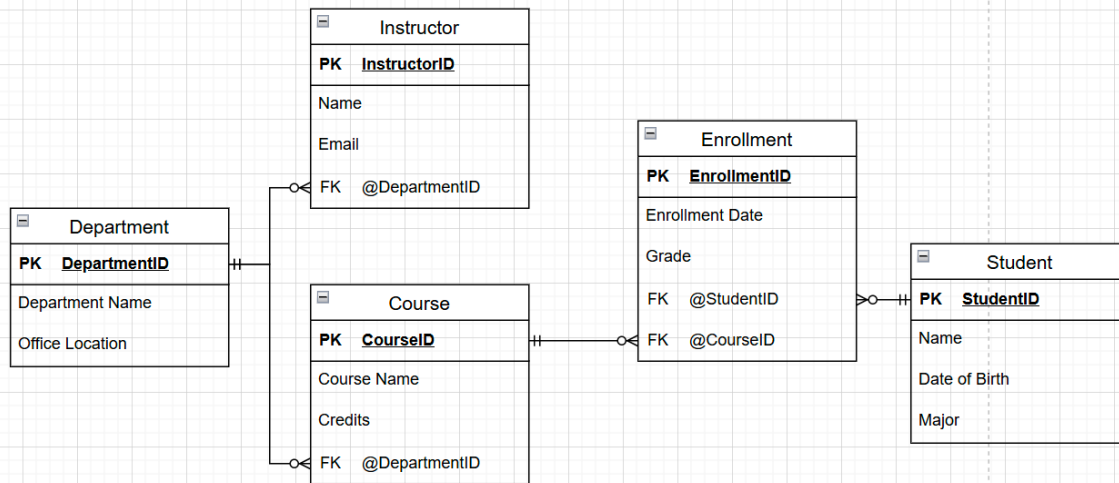 Instructor
PK InstructorID
Name
Email
FK @DepartmentID
Department
PK DepartmentID
Department Name
Office Location
Course
PK CourseID
Course Name
Credits
FK @DepartmentID
Enrollment
PK EnrollmentID
Enrollment Date
Grade
FK @StudentID
FK @CourseID
Student
PK StudentID
Name
Date of Birth
Major